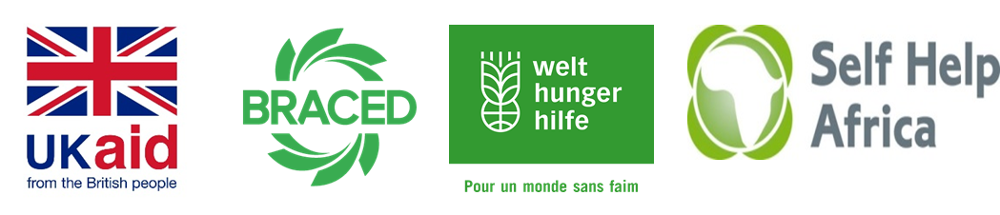 UKaid
from the British people
BRACED
welt
hunger
hilfe
Pour un monde sans faim
Self Help
Africa